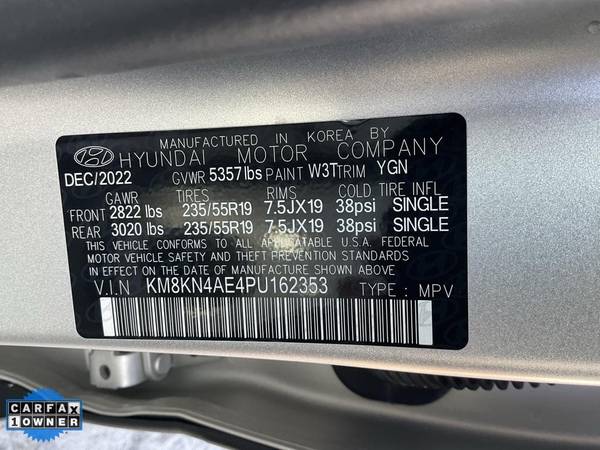 MANUFACTURED IN KOREA BY
HYUNDAI MOTOR COMPANY
DEC/2022 GVWR 5357lbs PAINT W3T TRIM YGN
GAWR TIRES RIMS COLD TIRE INFL
FRONT 2822 lbs 235/55R19 7.5JX19 38psi SINGLE
REAR 3020 lbs 235/55R19 7.5JX19 38psi SINGLE
THIS VEHICLE CONFORMS TO ALL APPLICABLE U.S.A. FEDERAL
MOTOR VEHICLE SAFETY AND THEFT PREVENTION STANDARDS
IN EFFECT ON THE DATE OF MANUFACTURE SHOWN ABOVE.
V.I.N KM8KN4AE4PU162353 TYPE : MPV
CARFAX
1 OWNER